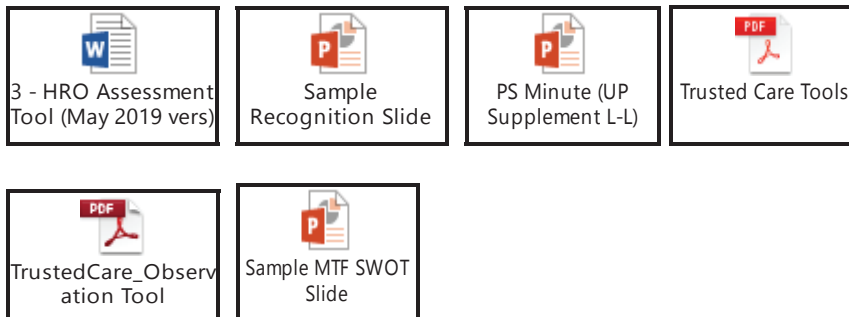 W
3 - HRO Assessment
Tool (May 2019 vers)
P
Sample
Recognition Slide
P
PS Minute (UP
Supplement L-L)
PDF
Trusted Care Tools
PDF
TrustedCare_Observ
ation Tool
P
Sample MTF SWOT
Slide